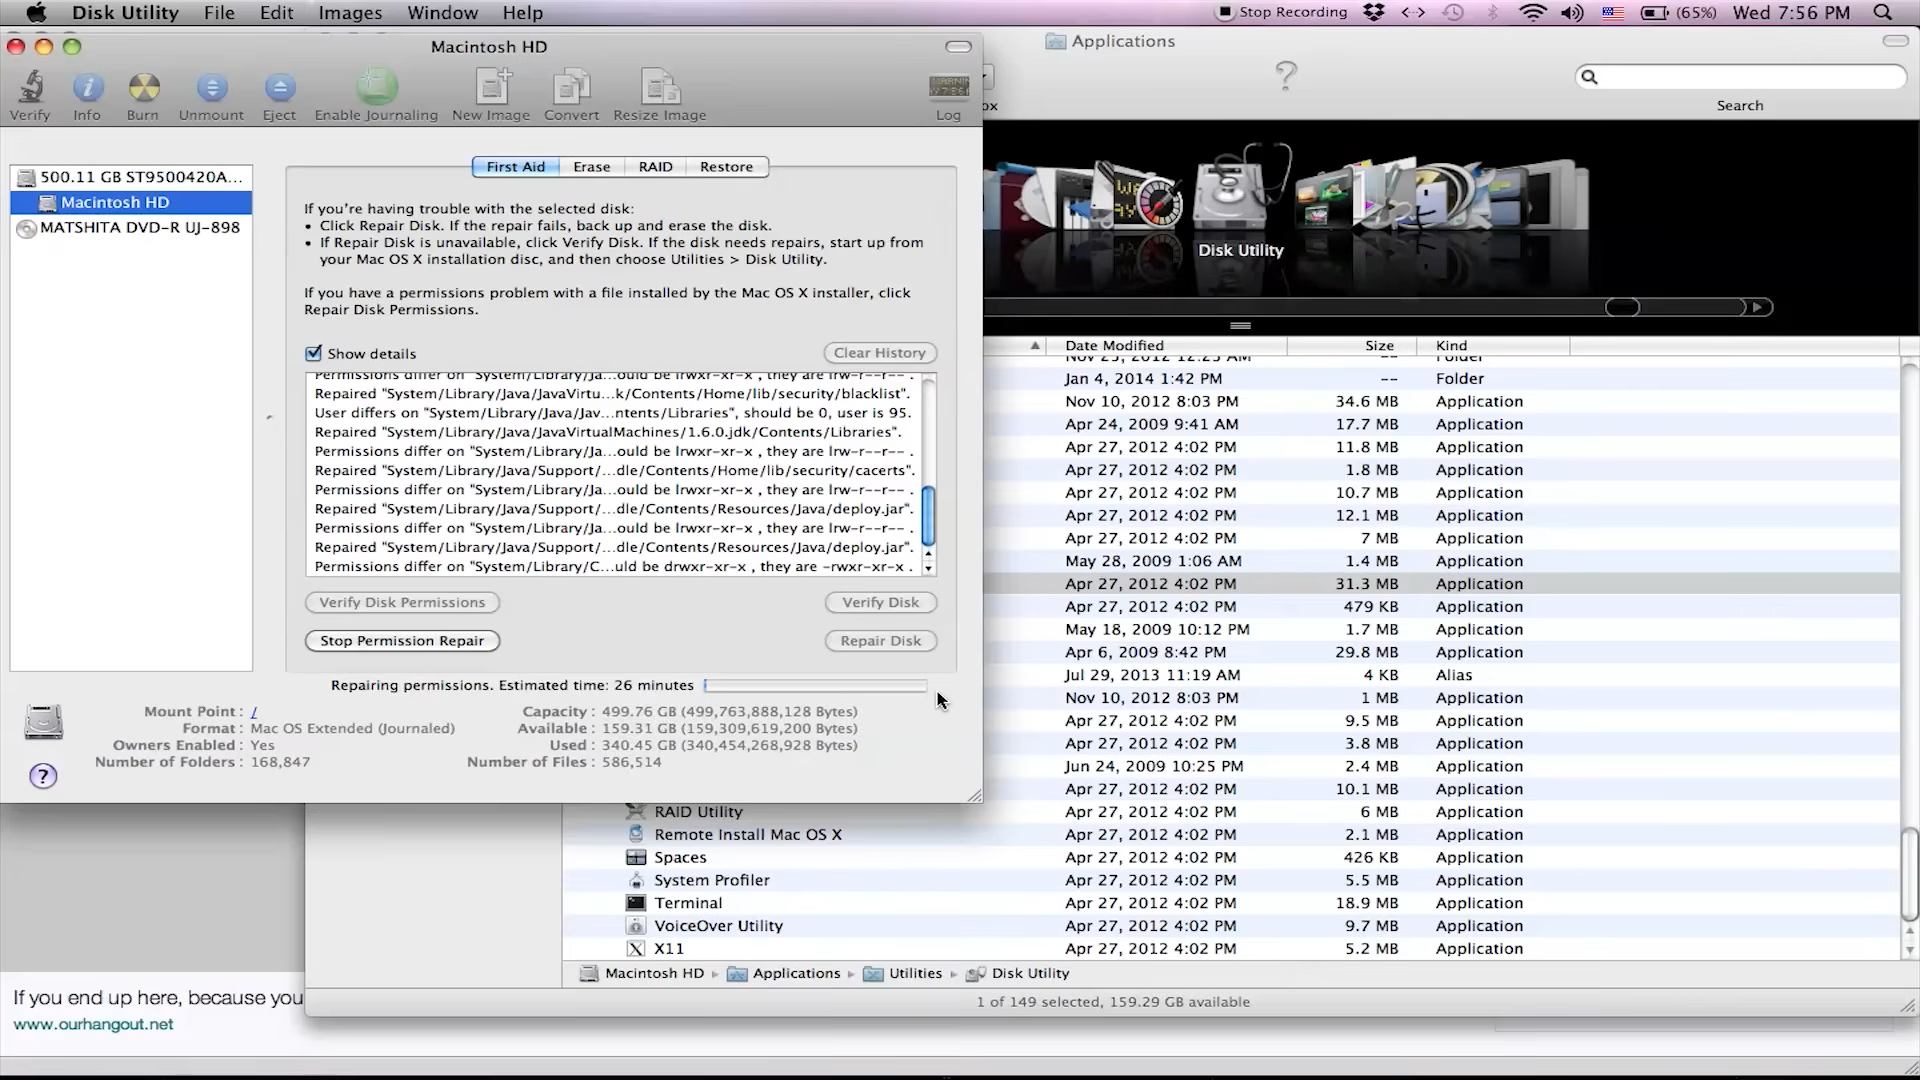 Disk Utility File Edit Images Window Help Stop Recording (65%) Wed 7:56 PM
Macintosh HD
Verify Info Burn Unmount Eject Enable Journaling New Image Convert Resize Image Log
500.11 GB ST9500420A...
Macintosh HD
MATSHITA DVD-R UJ-898
First Aid Erase RAID Restore
If you're having trouble with the selected disk:
• Click Repair Disk. If the repair fails, back up and erase the disk.
• If Repair Disk is unavailable, click Verify Disk. If the disk needs repairs, start up from
your Mac OS X installation disc, and then choose Utilities > Disk Utility.
If you have a permissions problem with a file installed by the Mac OS X installer, click
Repair Disk Permissions.
Show details Clear History
Permissions differ on "System/Library/Ja...ould be lrwxr-xr-x , they are lrw-r--r-- .
Repaired "System/Library/Java/JavaVirtu...k/Contents/Home/lib/security/blacklist".
User differs on "System/Library/Java/Jav...ntents/Libraries", should be 0, user is 95.
Repaired "System/Library/Java/JavaVirtualMachines/1.6.0.jdk/Contents/Libraries".
Permissions differ on "System/Library/Ja...ould be lrwxr-xr-x , they are lrw-r--r-- .
Repaired "System/Library/Java/Support/...dle/Contents/Home/lib/security/cacerts".
Permissions differ on "System/Library/Ja...ould be lrwxr-xr-x , they are lrw-r--r-- .
Repaired "System/Library/Java/Support/...dle/Contents/Resources/Java/deploy.jar".
Permissions differ on "System/Library/Ja...ould be lrwxr-xr-x , they are lrw-r--r-- .
Repaired "System/Library/Java/Support/...dle/Contents/Resources/Java/deploy.jar".
Permissions differ on "System/Library/C...uld be drwxr-xr-x , they are -rwxr-xr-x .
Verify Disk Permissions Verify Disk
Stop Permission Repair Repair Disk
Repairing permissions. Estimated time: 26 minutes
Mount Point : / Capacity : 499.76 GB (499,763,888,128 Bytes)
Format : Mac OS Extended (Journaled) Available : 159.31 GB (159,309,619,200 Bytes)
Owners Enabled : Yes Used : 340.45 GB (340,454,268,928 Bytes)
Number of Folders : 168,847 Number of Files : 586,514
?
Applications
ox
?
Search
Disk Utility
Date Modified Size Kind
Nov 25, 2012 12:25 AM -- Folder
Jan 4, 2014 1:42 PM -- Folder
Nov 10, 2012 8:03 PM 34.6 MB Application
Apr 24, 2009 9:41 AM 17.7 MB Application
Apr 27, 2012 4:02 PM 11.8 MB Application
Apr 27, 2012 4:02 PM 1.8 MB Application
Apr 27, 2012 4:02 PM 10.7 MB Application
Apr 27, 2012 4:02 PM 12.1 MB Application
Apr 27, 2012 4:02 PM 7 MB Application
May 28, 2009 1:06 AM 1.4 MB Application
Apr 27, 2012 4:02 PM 31.3 MB Application
Apr 27, 2012 4:02 PM 479 KB Application
May 18, 2009 10:12 PM 1.7 MB Application
Apr 6, 2009 8:42 PM 29.8 MB Application
Jul 29, 2013 11:19 AM 4 KB Alias
Nov 10, 2012 8:03 PM 1 MB Application
Apr 27, 2012 4:02 PM 9.5 MB Application
Apr 27, 2012 4:02 PM 3.8 MB Application
Jun 24, 2009 10:25 PM 2.4 MB Application
Apr 27, 2012 4:02 PM 10.1 MB Application
RAID Utility Apr 27, 2012 4:02 PM 6 MB Application
Remote Install Mac OS X Apr 27, 2012 4:02 PM 2.1 MB Application
Spaces Apr 27, 2012 4:02 PM 426 KB Application
System Profiler Apr 27, 2012 4:02 PM 5.5 MB Application
Terminal Apr 27, 2012 4:02 PM 18.9 MB Application
VoiceOver Utility Apr 27, 2012 4:02 PM 9.7 MB Application
X11 Apr 27, 2012 4:02 PM 5.2 MB Application
Macintosh HD Applications Utilities Disk Utility
1 of 149 selected, 159.29 GB available
If you end up here, because you
www.ourhangout.net